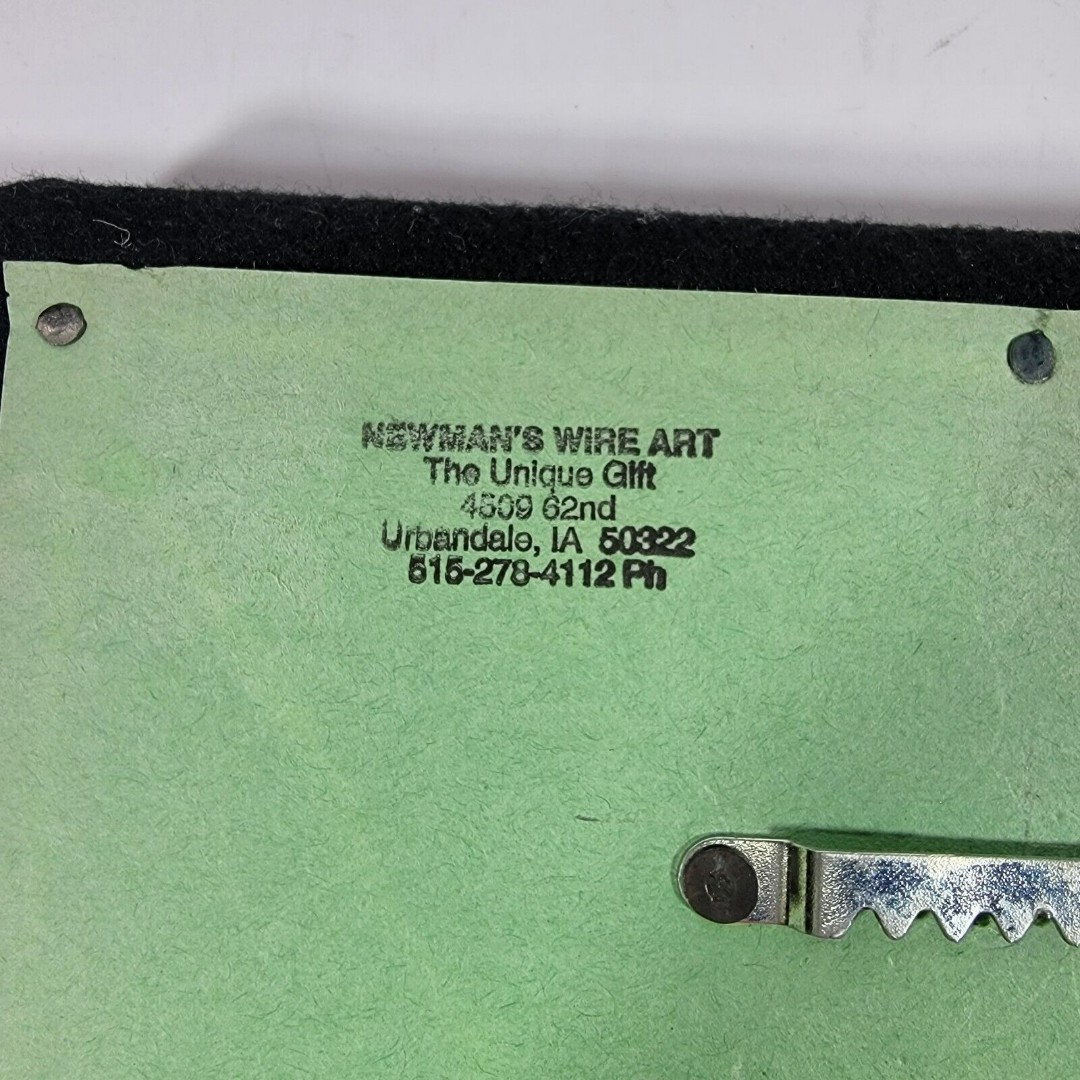 NEWMAN'S WIRE ART
The Unique Gift
4509 62nd
Urbandale, IA 50322
515-278-4112 Ph